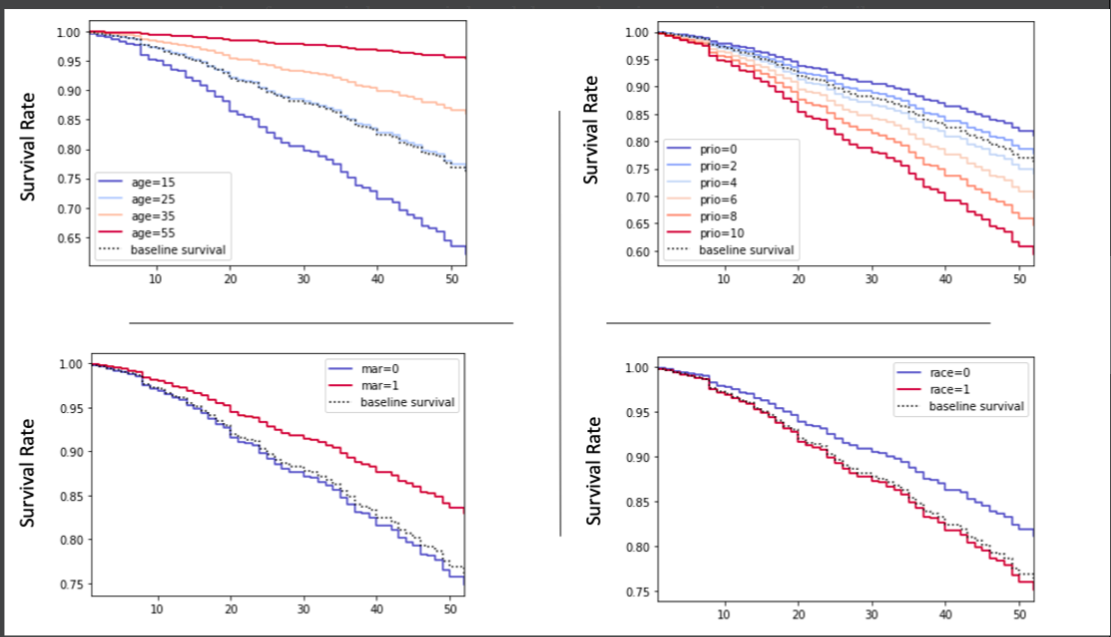 Survival Rate
1.00
0.95
0.90
0.85
0.80
0.75
0.70
0.65
age=15
age=25
age=35
age=55
baseline survival
10 20 30 40 50
Survival Rate
1.00
0.95
0.90
0.85
0.80
0.75
0.70
0.65
0.60
prio=0
prio=2
prio=4
prio=6
prio=8
prio=10
baseline survival
10 20 30 40 50
Survival Rate
1.00
0.95
0.90
0.85
0.80
0.75
mar=0
mar=1
baseline survival
10 20 30 40 50
Survival Rate
1.00
0.95
0.90
0.85
0.80
0.75
race=0
race=1
baseline survival
10 20 30 40 50